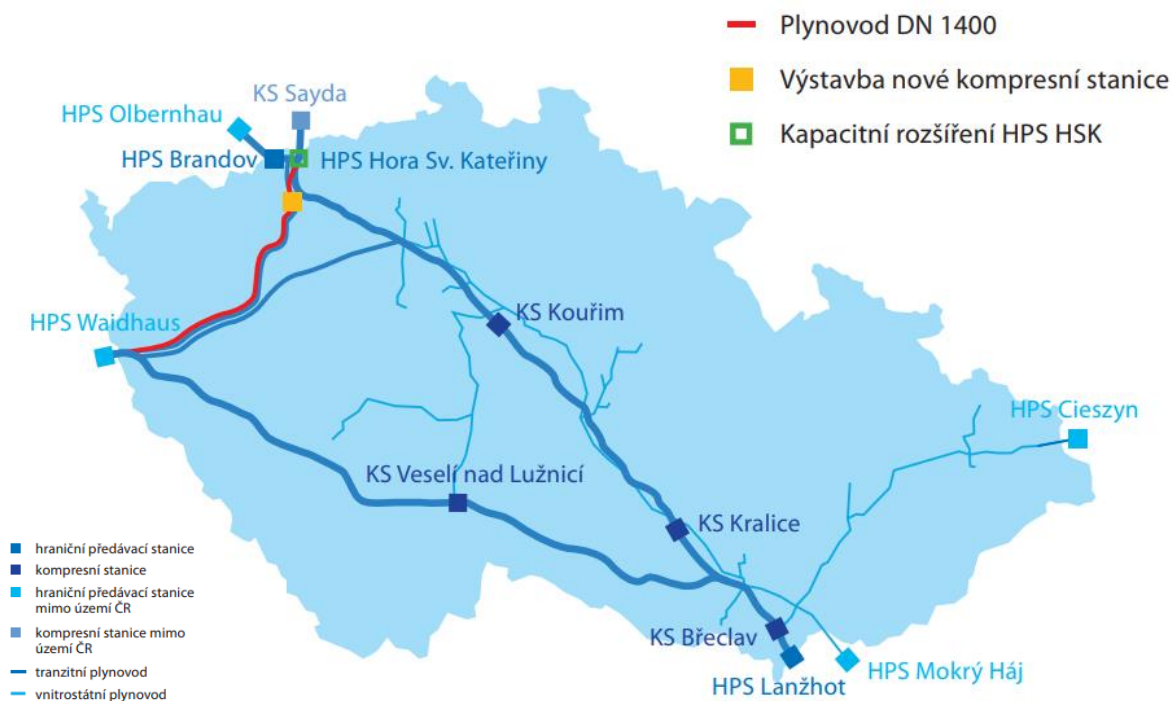 Plynovod DN 1400
Výstavba nové kompresní stanice
Kapacitní rozšíření HPS HSK
KS Sayda
HPS Olbernhau
HPS Brandov
HPS Hora Sv. Kateřiny
HPS Waidhaus
KS Kouřim
HPS Cieszyn
KS Veselí nad Lužnicí
KS Kralice
KS Břeclav
HPS Mokrý Háj
HPS Lanžhot
hraniční předávací stanice
kompresní stanice
hraniční předávací stanice
mimo území ČR
kompresní stanice mimo
území ČR
tranzitní plynovod
vnitrostátní plynovod